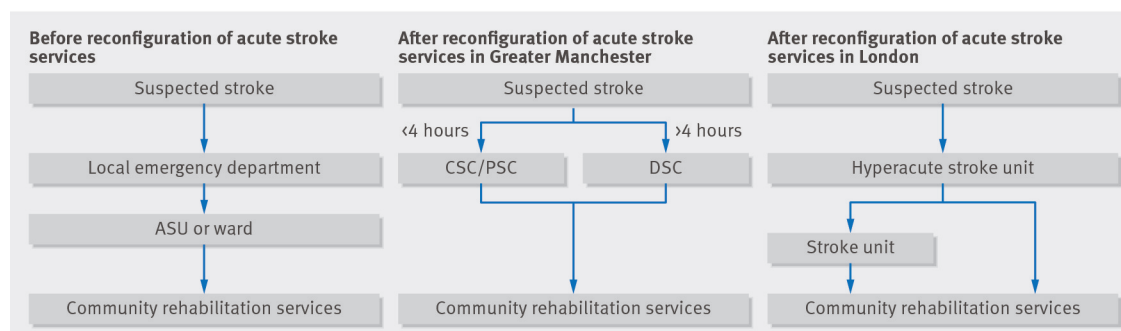 Before reconfiguration of acute stroke
services
Suspected stroke
Local emergency department
ASU or ward
Community rehabilitation services
After reconfiguration of acute stroke
services in Greater Manchester
Suspected stroke
<4 hours
>4 hours
CSC/PSC
DSC
Community rehabilitation services
After reconfiguration of acute stroke
services in London
Suspected stroke
Hyperacute stroke unit
Stroke unit
Community rehabilitation services